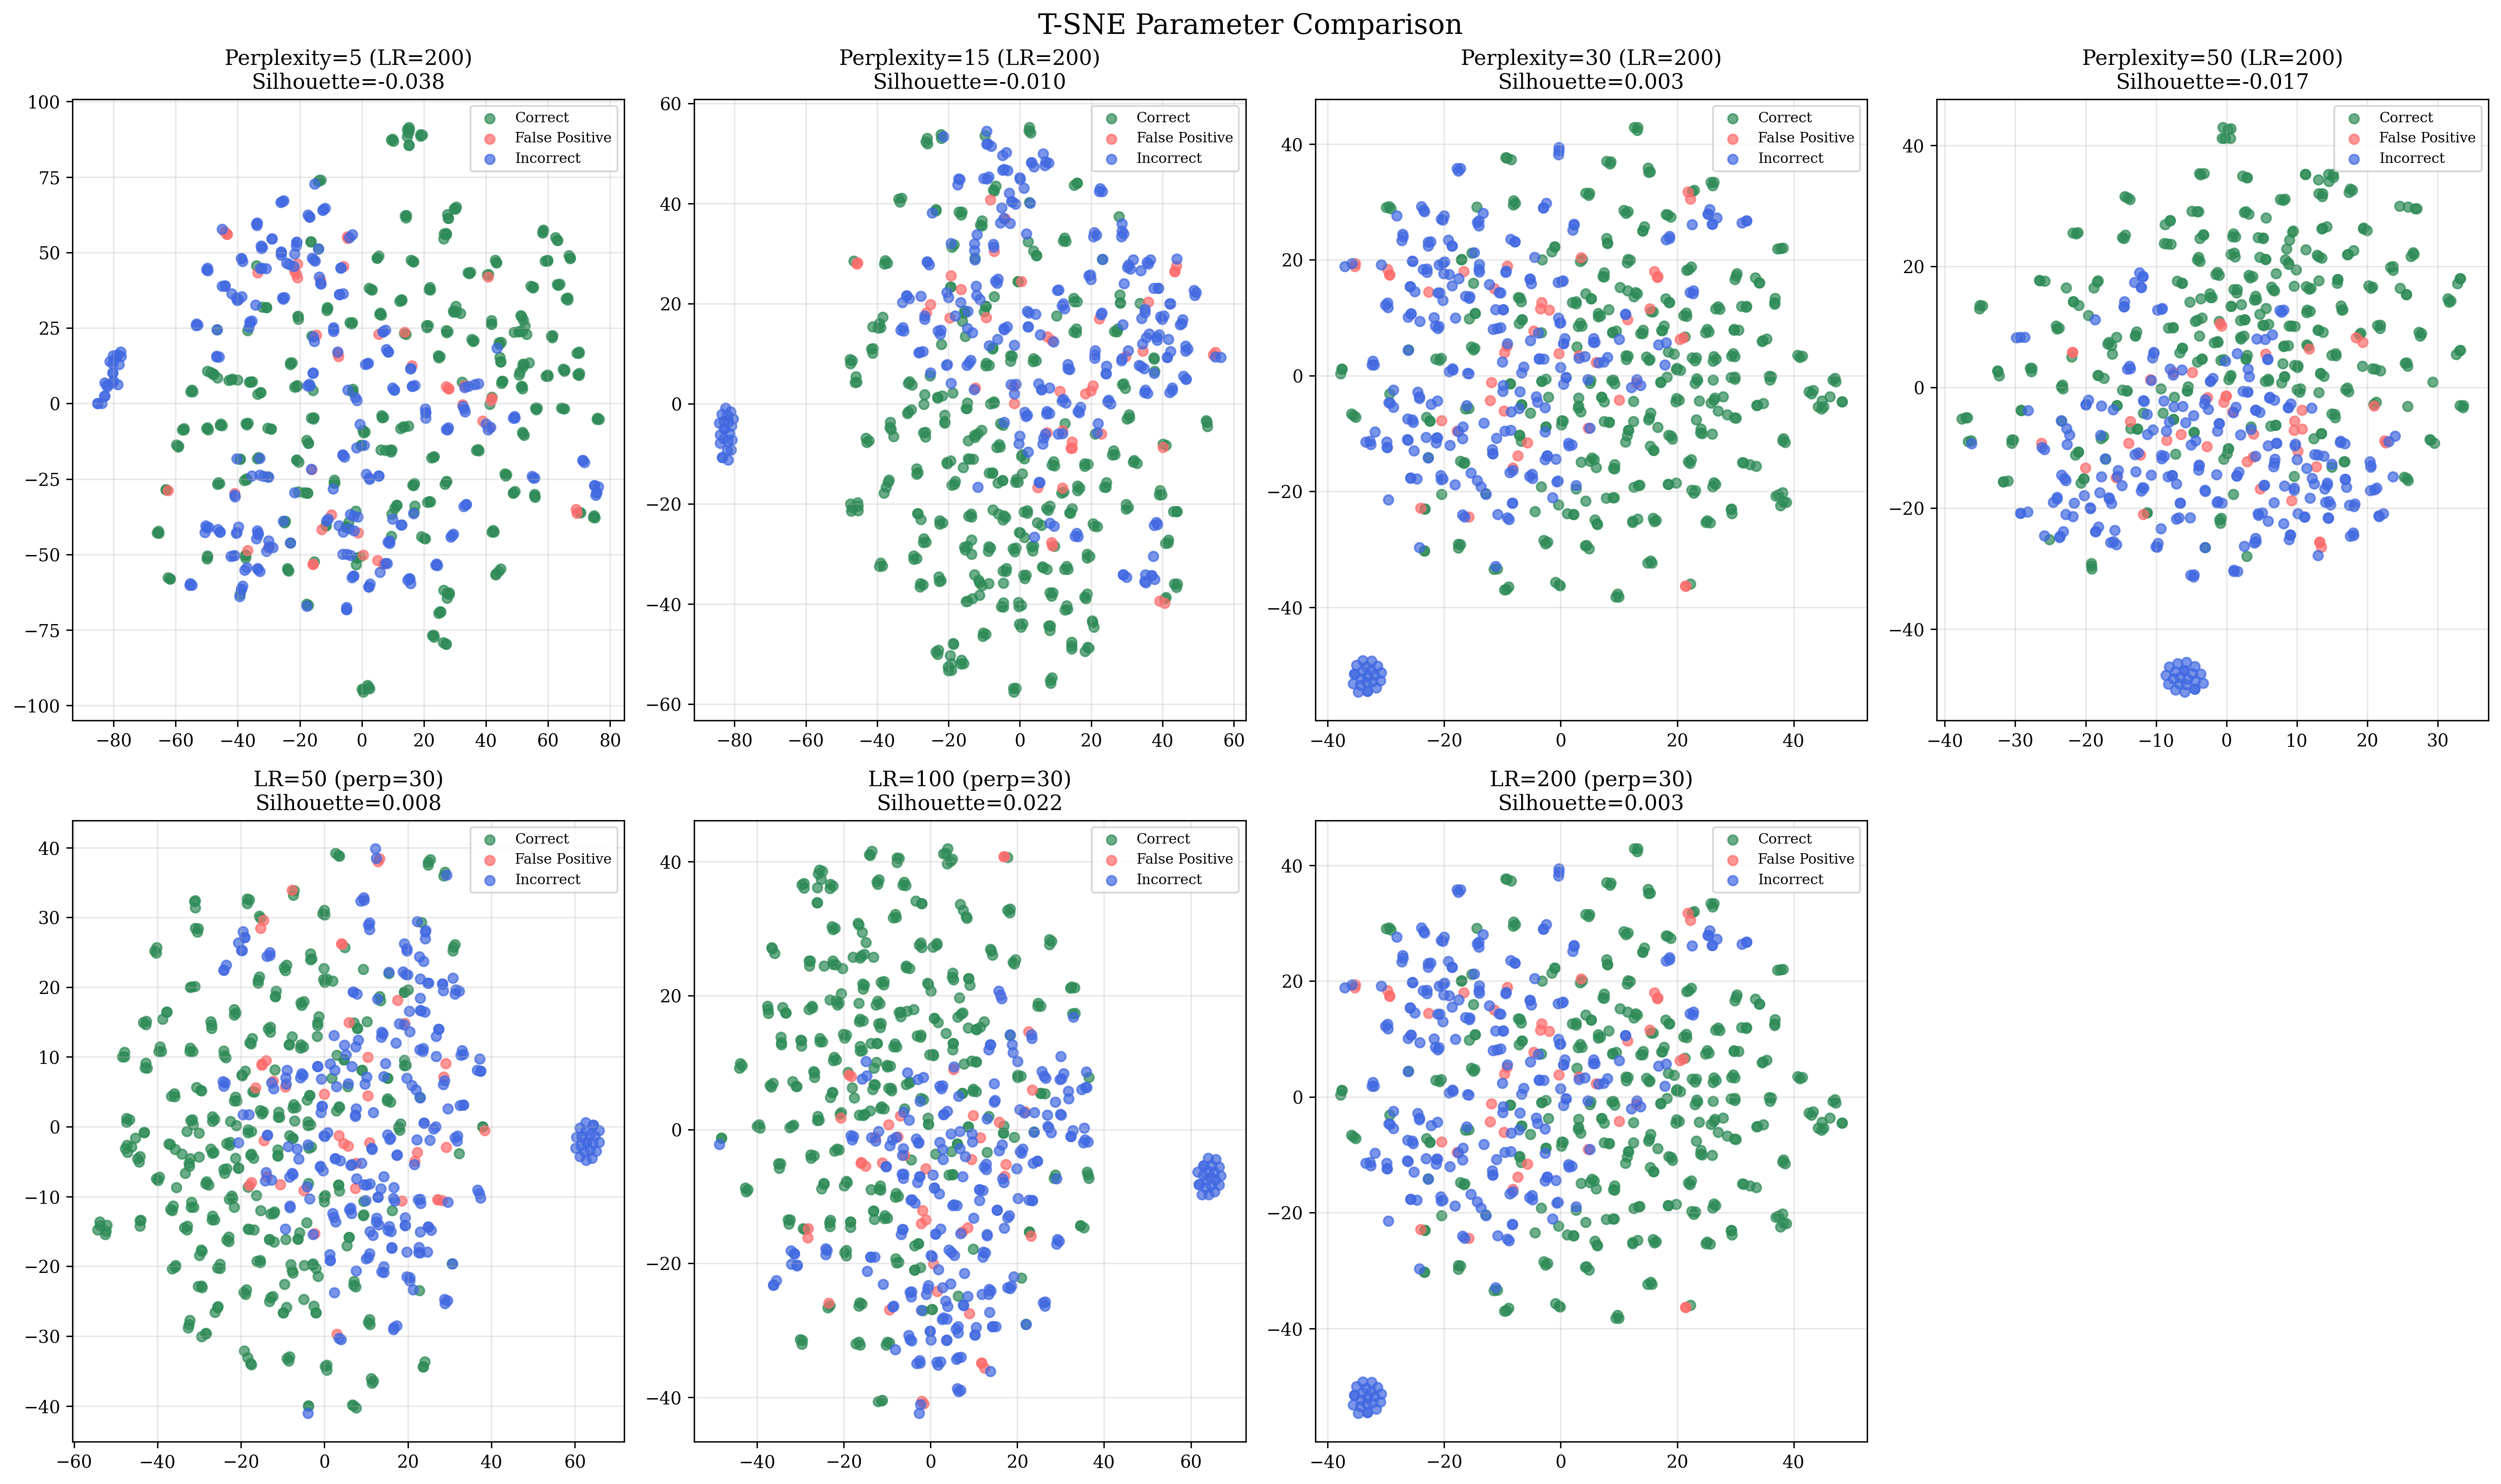 T-SNE Parameter Comparison
Perplexity=5 (LR=200)
Silhouette=-0.038
Correct
False Positive
Incorrect
100
75
50
25
0
−25
−50
−75
−100
−80
−60
−40
−20
0
20
40
60
80
Perplexity=15 (LR=200)
Silhouette=-0.010
Correct
False Positive
Incorrect
60
40
20
0
−20
−40
−60
−80
−60
−40
−20
0
20
40
60
Perplexity=30 (LR=200)
Silhouette=0.003
Correct
False Positive
Incorrect
40
20
0
−20
−40
−40
−20
0
20
40
Perplexity=50 (LR=200)
Silhouette=-0.017
Correct
False Positive
Incorrect
40
20
0
−20
−40
−40
−30
−20
−10
0
10
20
30
LR=50 (perp=30)
Silhouette=0.008
Correct
False Positive
Incorrect
40
30
20
10
0
−10
−20
−30
−40
−60
−40
−20
0
20
40
60
LR=100 (perp=30)
Silhouette=0.022
Correct
False Positive
Incorrect
40
20
0
−20
−40
−40
−20
0
20
40
60
LR=200 (perp=30)
Silhouette=0.003
Correct
False Positive
Incorrect
40
20
0
−20
−40
−40
−20
0
20
40